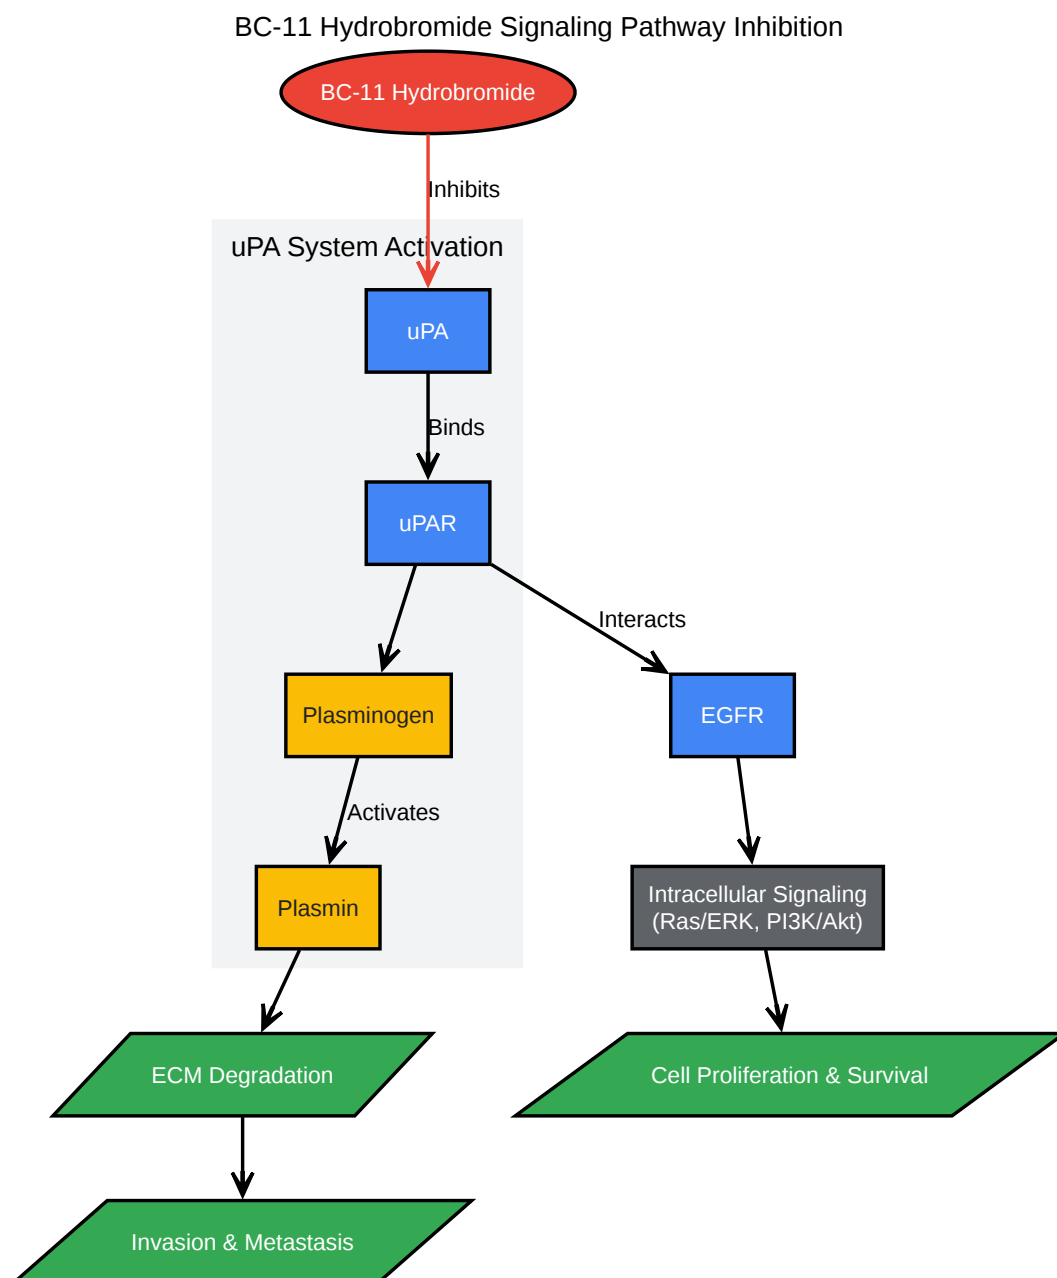 BC-11 Hydrobromide Signaling Pathway Inhibition
BC-11 Hydrobromide
Inhibits
uPA System Activation
uPA
Binds
uPAR
Interacts
Plasminogen
EGFR
Activates
Plasmin
Intracellular Signaling
(Ras/ERK, PI3K/Akt)
ECM Degradation
Cell Proliferation & Survival
Invasion & Metastasis